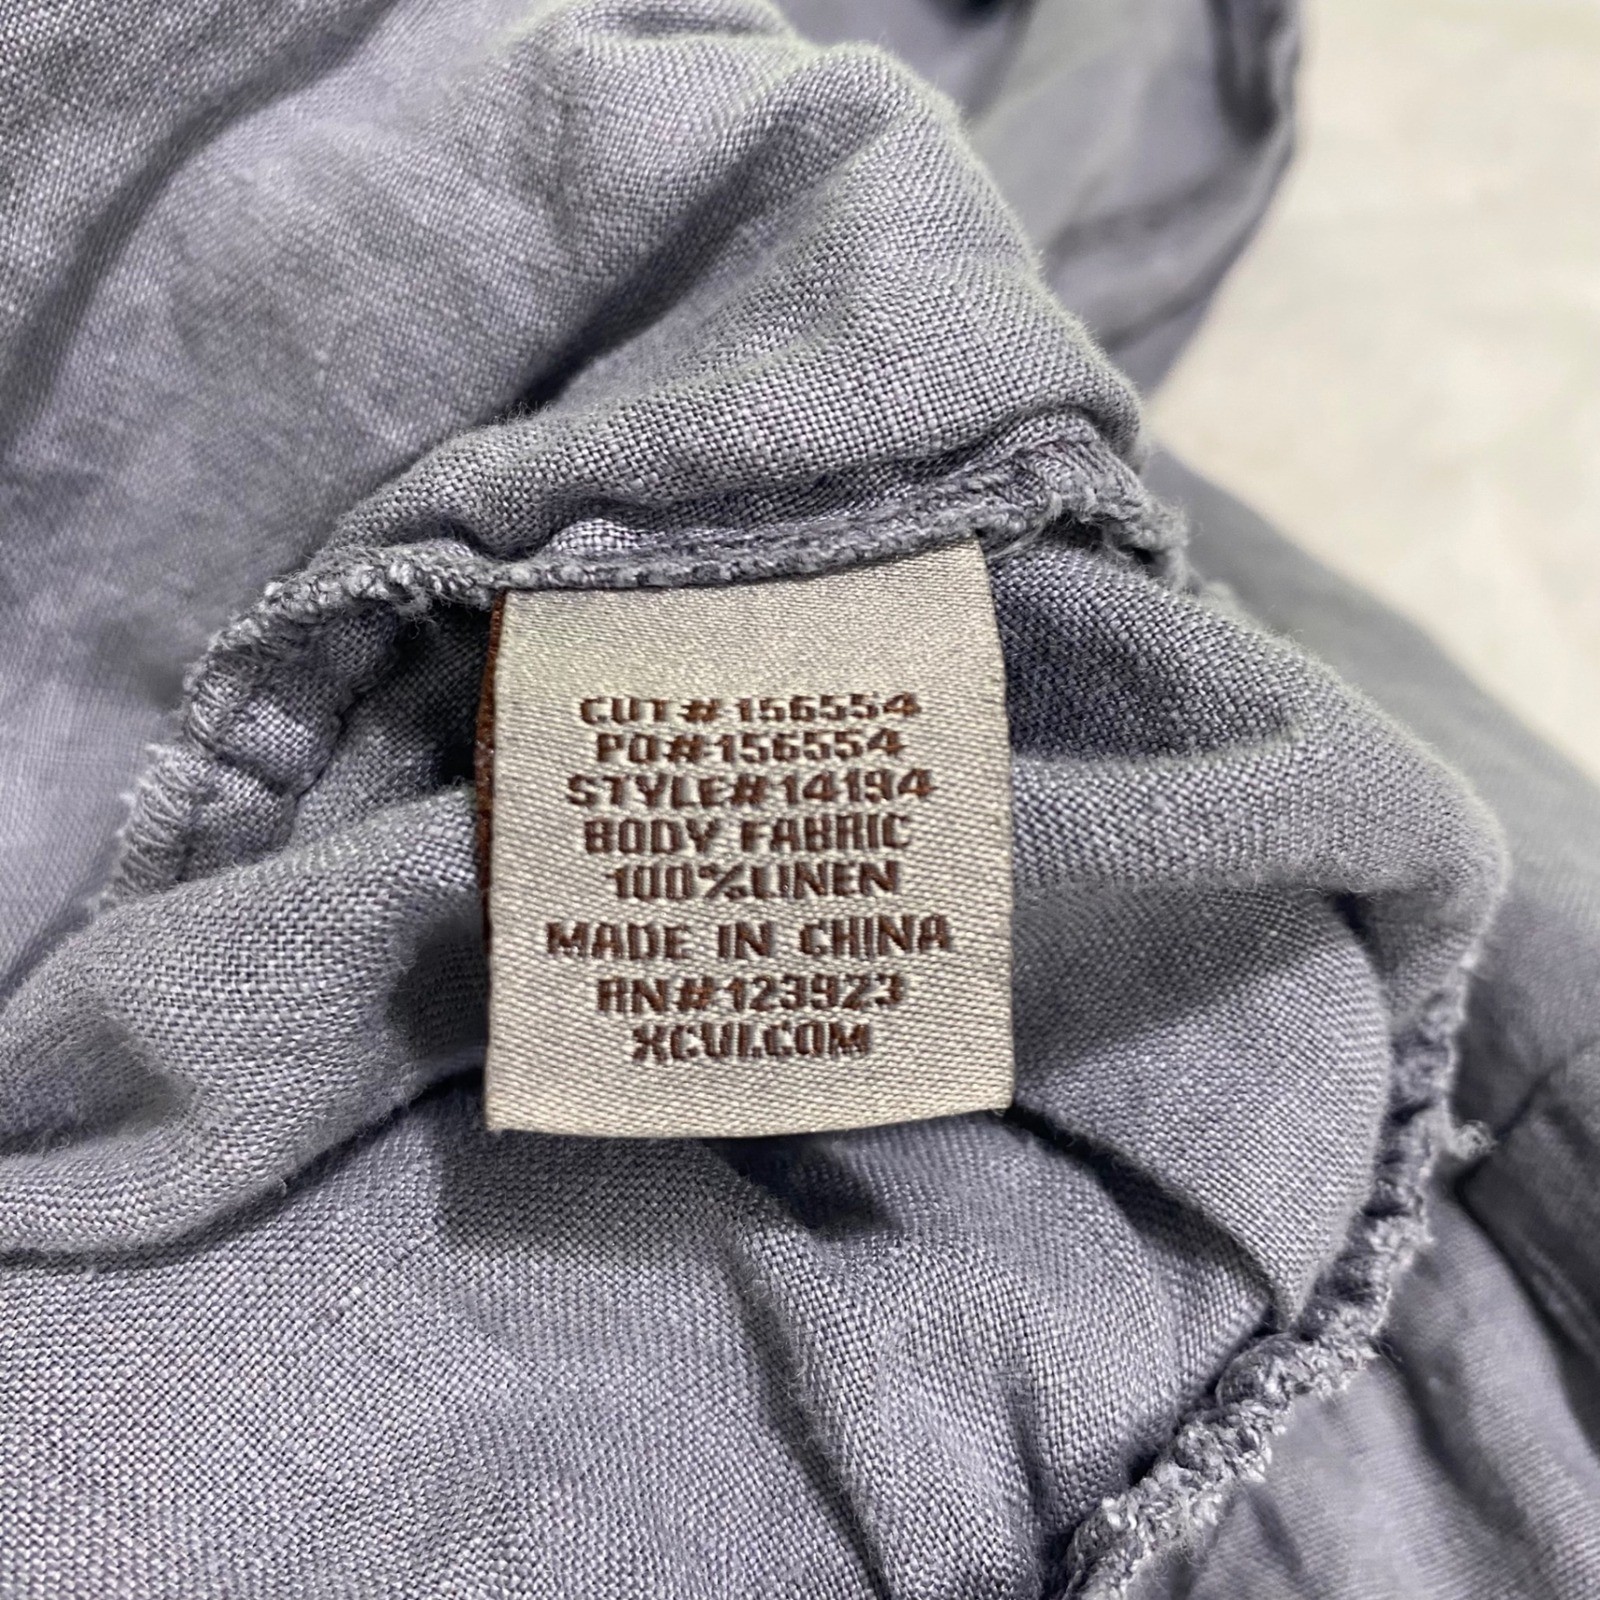 CUT#156554
PO#156554
STYLE#14194
BODY FABRIC
100%LINEN
MADE IN CHINA
RN#123923
XCVI.COM